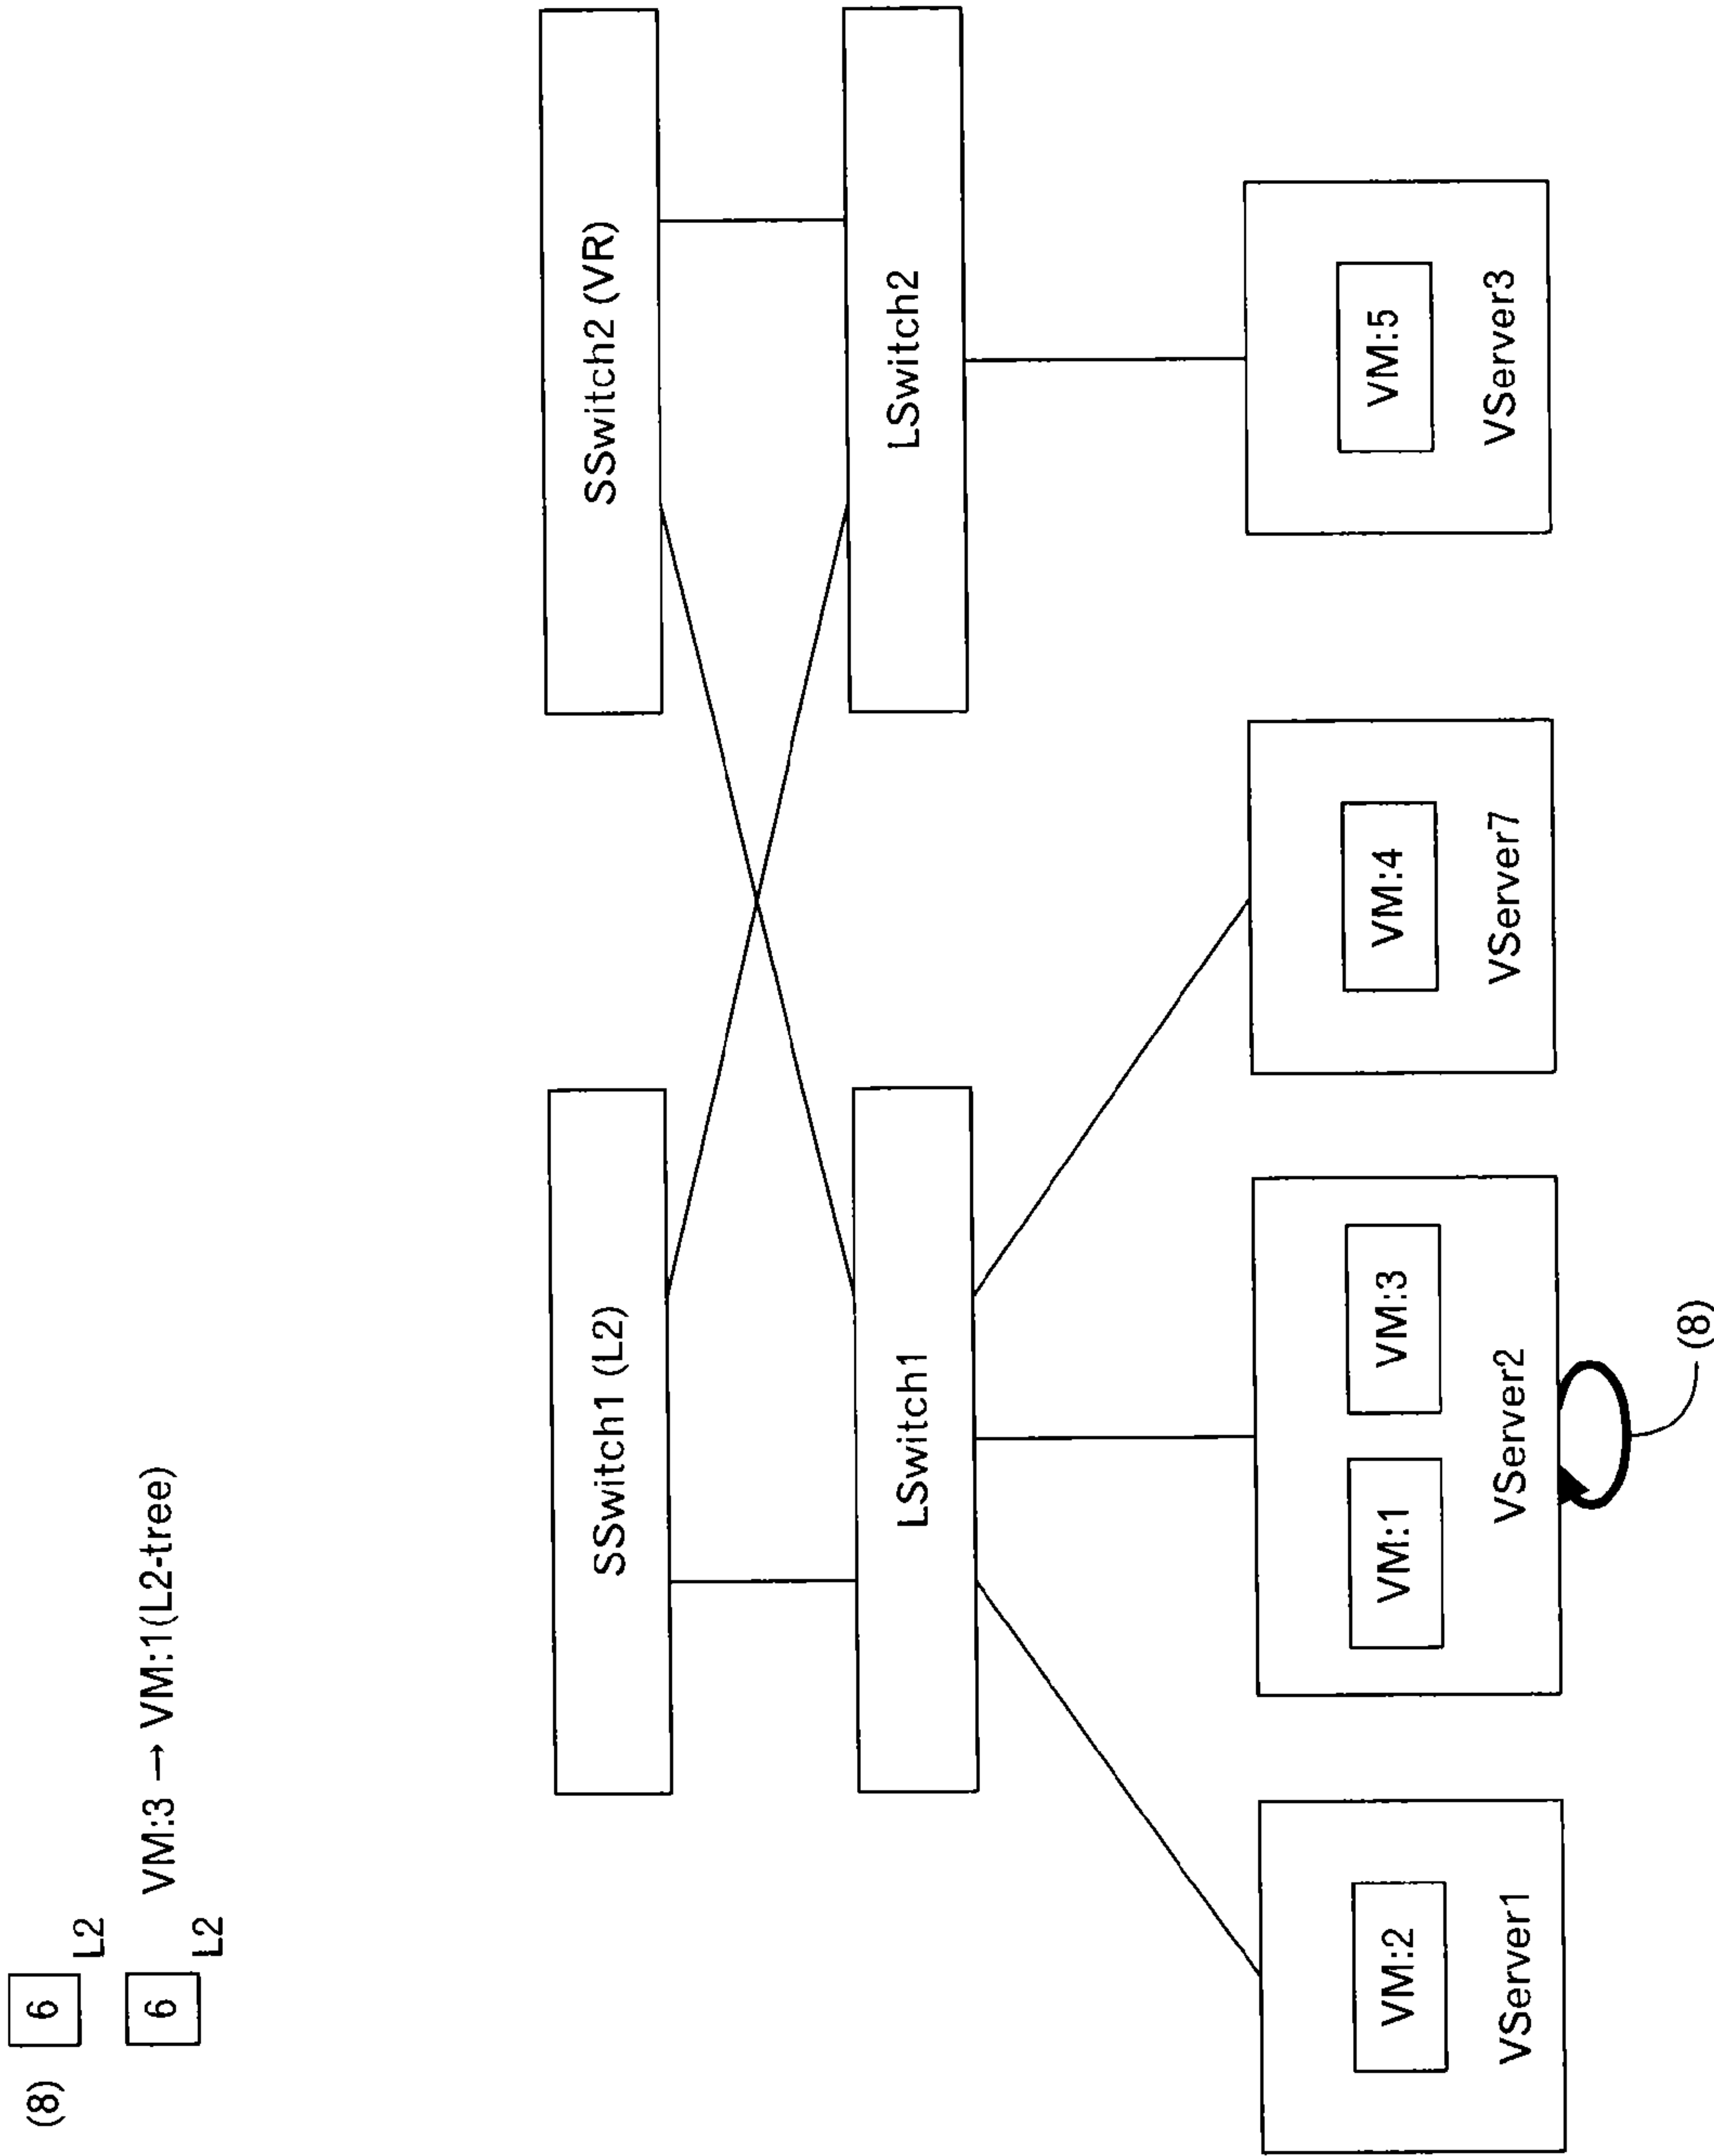 (8) 6 L2
6 L2 VM:3 → VM:1(L2-tree)
SSwitch1 (L2)
SSwitch2 (VR)
LSwitch1
LSwitch2
VM:2
VServer1
VM:1
VM:3
VServer2
VM:4
VServer7
VM:5
VServer3
(8)